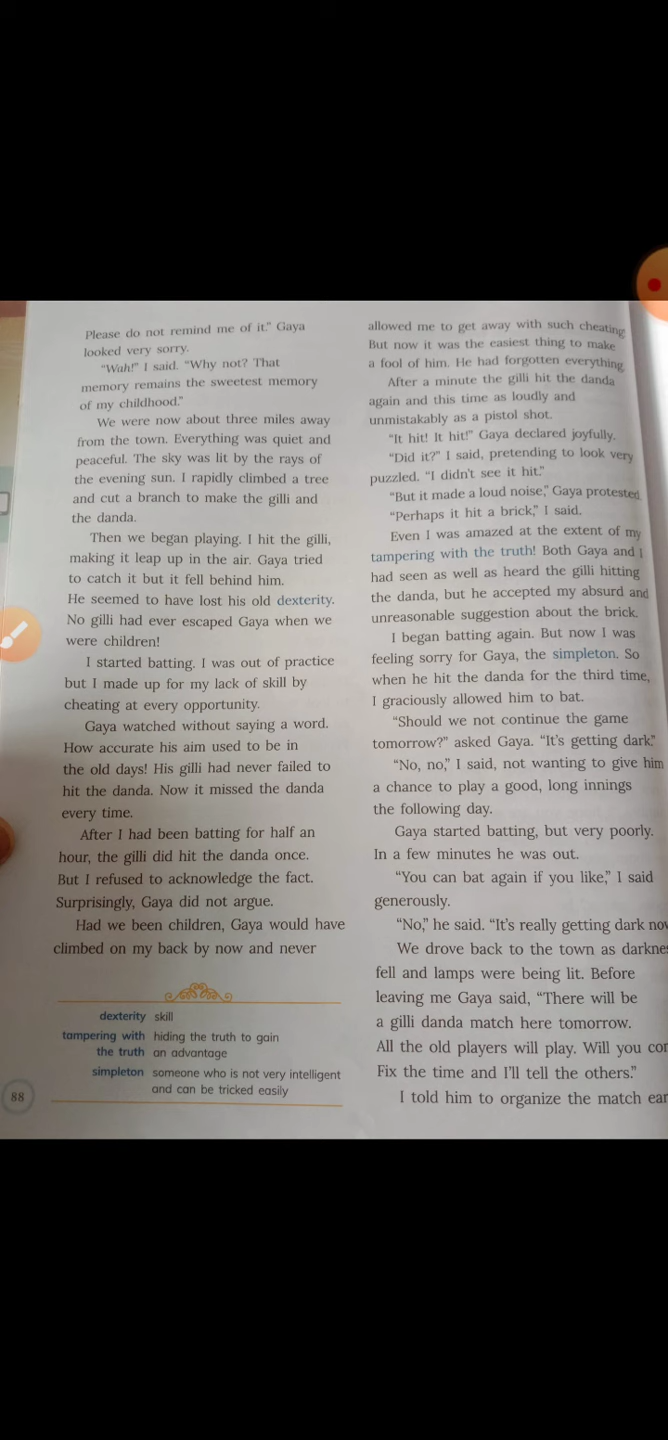 Please do not remind me of it.” Gaya
looked very sorry.
“Wah!” I said. “Why not? That
memory remains the sweetest memory
of my childhood.”
We were now about three miles away
from the town. Everything was quiet and
peaceful. The sky was lit by the rays of
the evening sun. I rapidly climbed a tree
and cut a branch to make the gilli and
the danda.
Then we began playing. I hit the gilli,
making it leap up in the air. Gaya tried
to catch it but it fell behind him.
He seemed to have lost his old dexterity.
No gilli had ever escaped Gaya when we
were children!
I started batting. I was out of practice
but I made up for my lack of skill by
cheating at every opportunity.
Gaya watched without saying a word.
How accurate his aim used to be in
the old days! His gilli had never failed to
hit the danda. Now it missed the danda
every time.
After I had been batting for half an
hour, the gilli did hit the danda once.
But I refused to acknowledge the fact.
Surprisingly, Gaya did not argue.
Had we been children, Gaya would have
climbed on my back by now and never
dexterity skill
tampering with hiding the truth to gain
the truth an advantage
simpleton someone who is not very intelligent
and can be tricked easily
88
allowed me to get away with such cheating
But now it was the easiest thing to make
a fool of him. He had forgotten everything
After a minute the gilli hit the danda
again and this time as loudly and
unmistakably as a pistol shot.
“It hit! It hit!” Gaya declared joyfully.
“Did it?” I said, pretending to look very
puzzled. “I didn’t see it hit.”
“But it made a loud noise,” Gaya protested
“Perhaps it hit a brick,” I said.
Even I was amazed at the extent of my
tampering with the truth! Both Gaya and I
had seen as well as heard the gilli hitting
the danda, but he accepted my absurd and
unreasonable suggestion about the brick.
I began batting again. But now I was
feeling sorry for Gaya, the simpleton. So
when he hit the danda for the third time,
I graciously allowed him to bat.
“Should we not continue the game
tomorrow?” asked Gaya. “It’s getting dark.”
“No, no,” I said, not wanting to give him
a chance to play a good, long innings
the following day.
Gaya started batting, but very poorly.
In a few minutes he was out.
“You can bat again if you like,” I said
generously.
“No,” he said. “It’s really getting dark
We drove back to the town as
fell and lamps were being lit. Before
leaving me Gaya said, “There will be
a gilli danda match here tomorrow.
All the old players will play. Will you
Fix the time and I’ll tell the others.”
I told him to organize the match